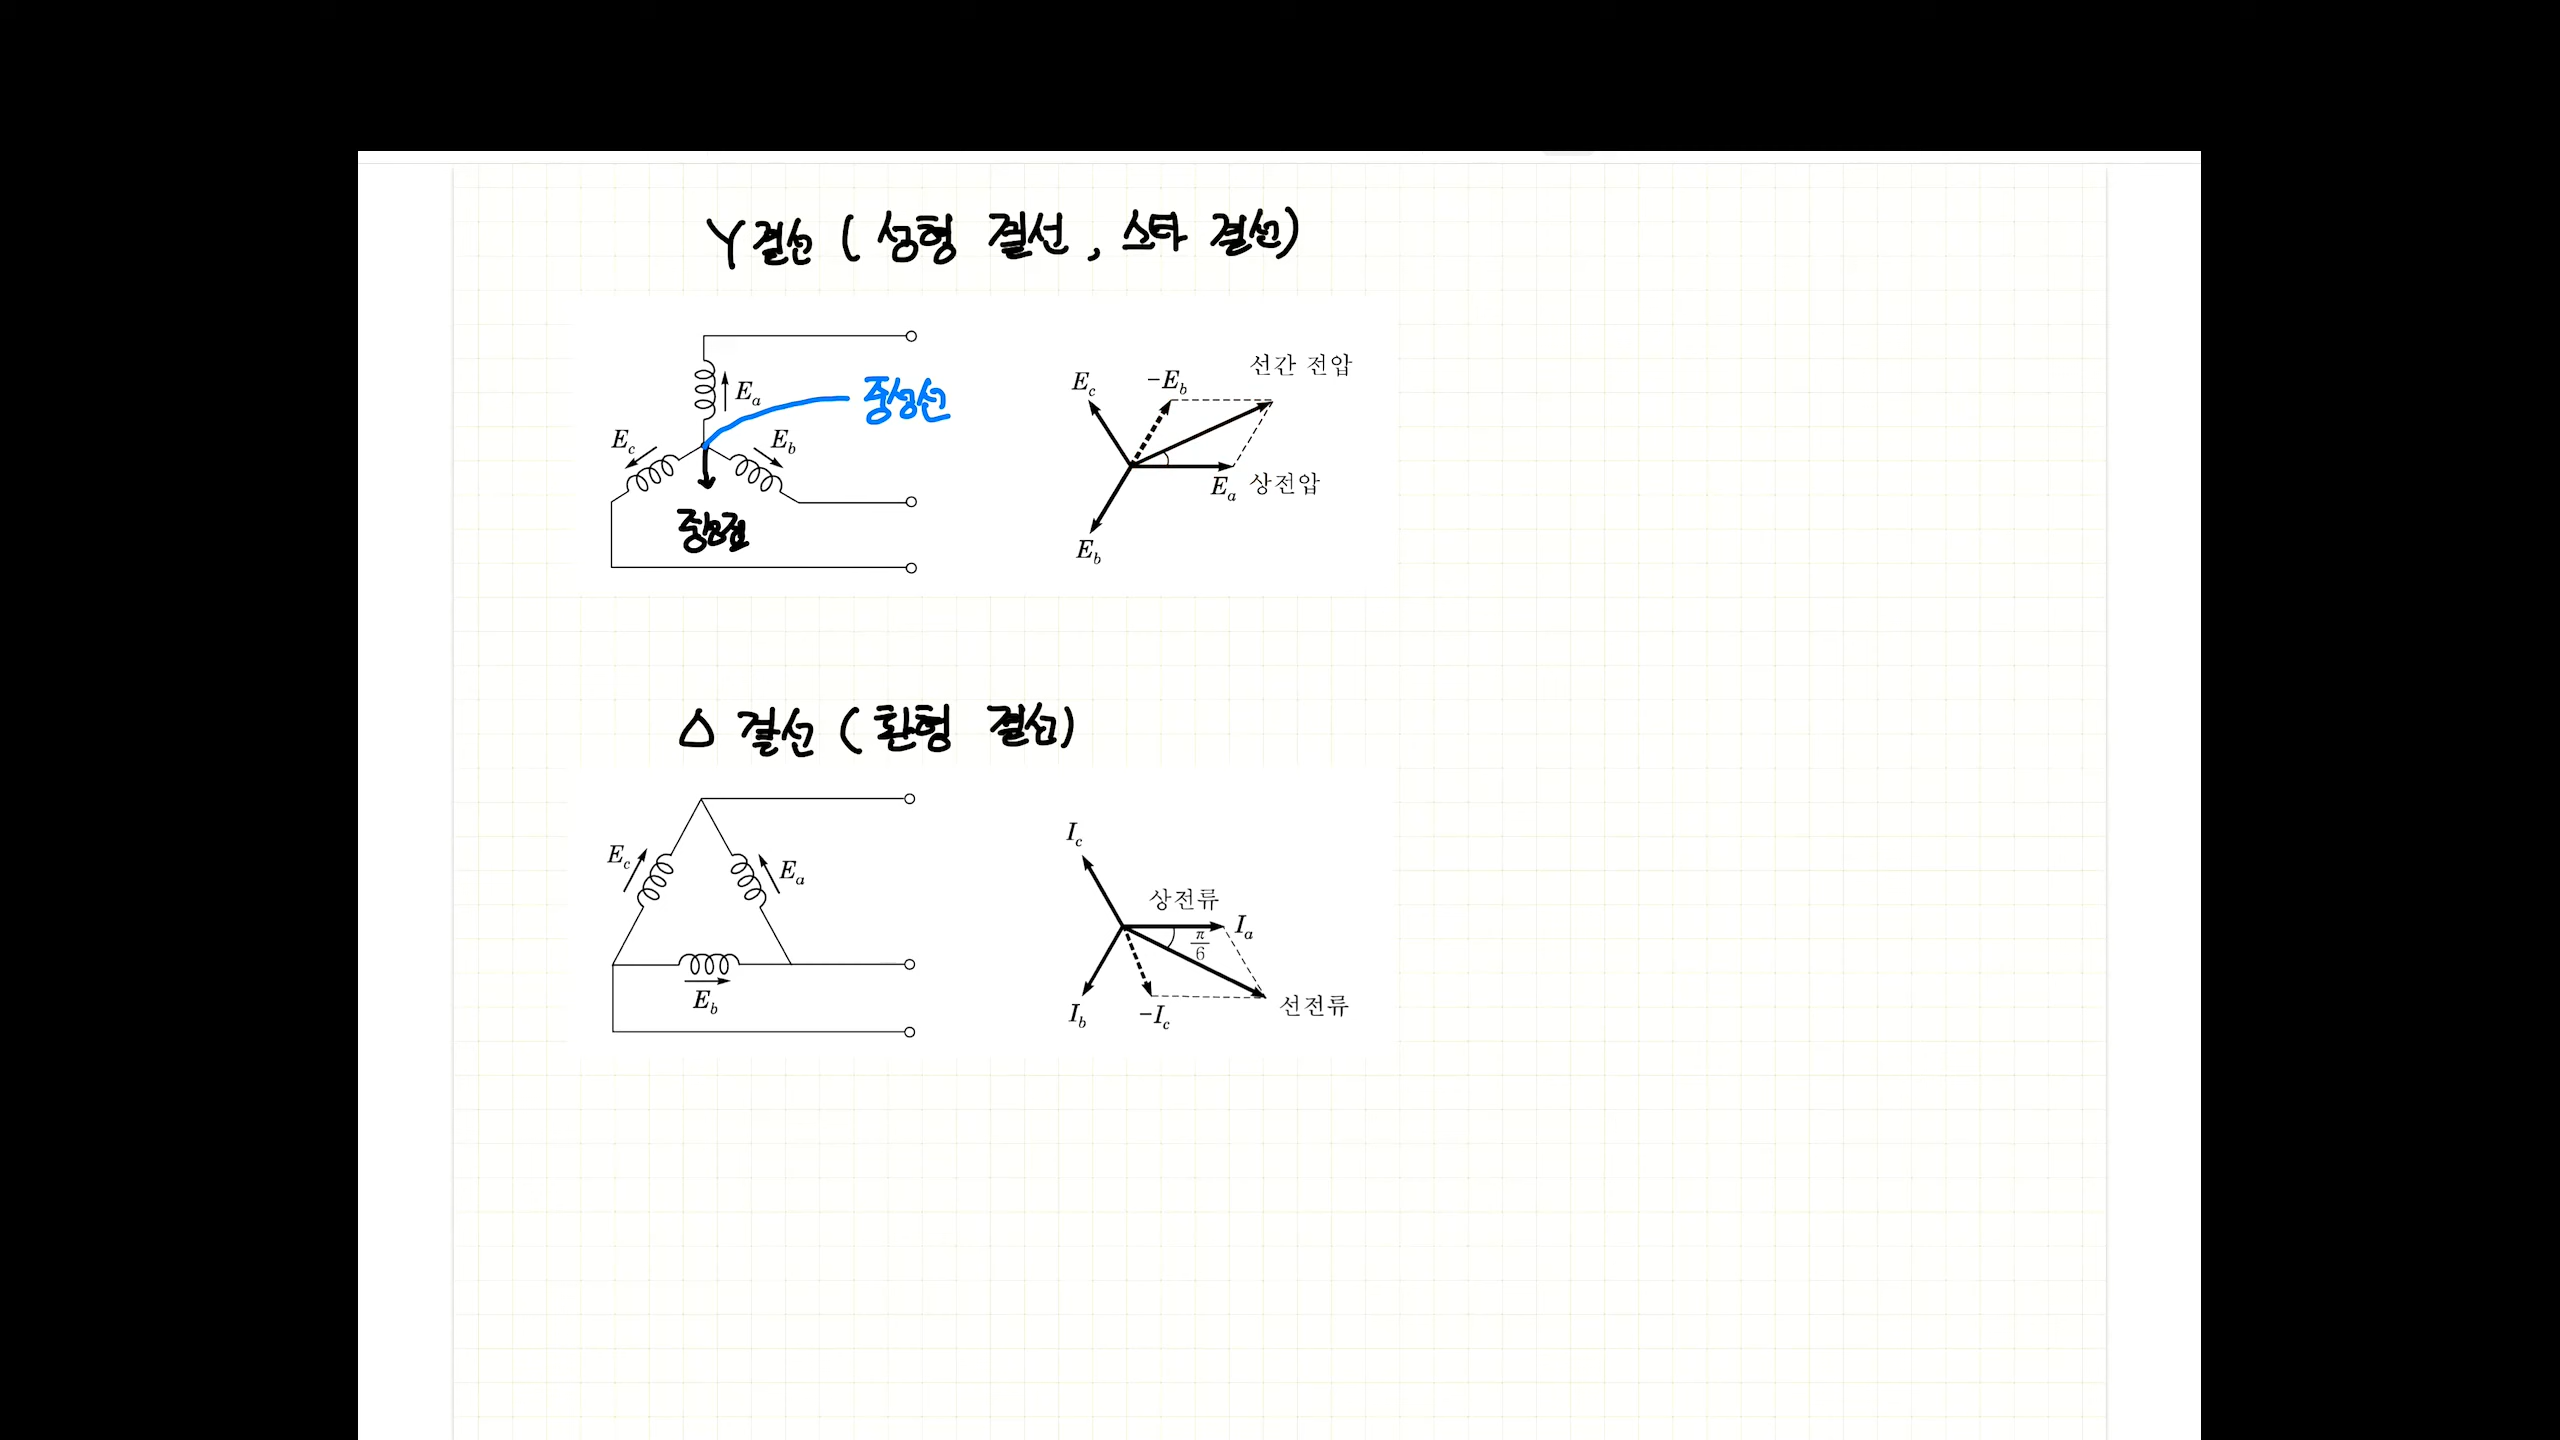 Y결선 ( 성형 결선 , 스타 결선)
선간 전압
E_c
-E_b
E_a
중성선
E_c
E_b
E_a 상전압
중성점
E_b
△ 결선 ( 환형 결선)
I_c
E_c
E_a
상전류
I_a
π/6
E_b
I_b
-I_c
선전류